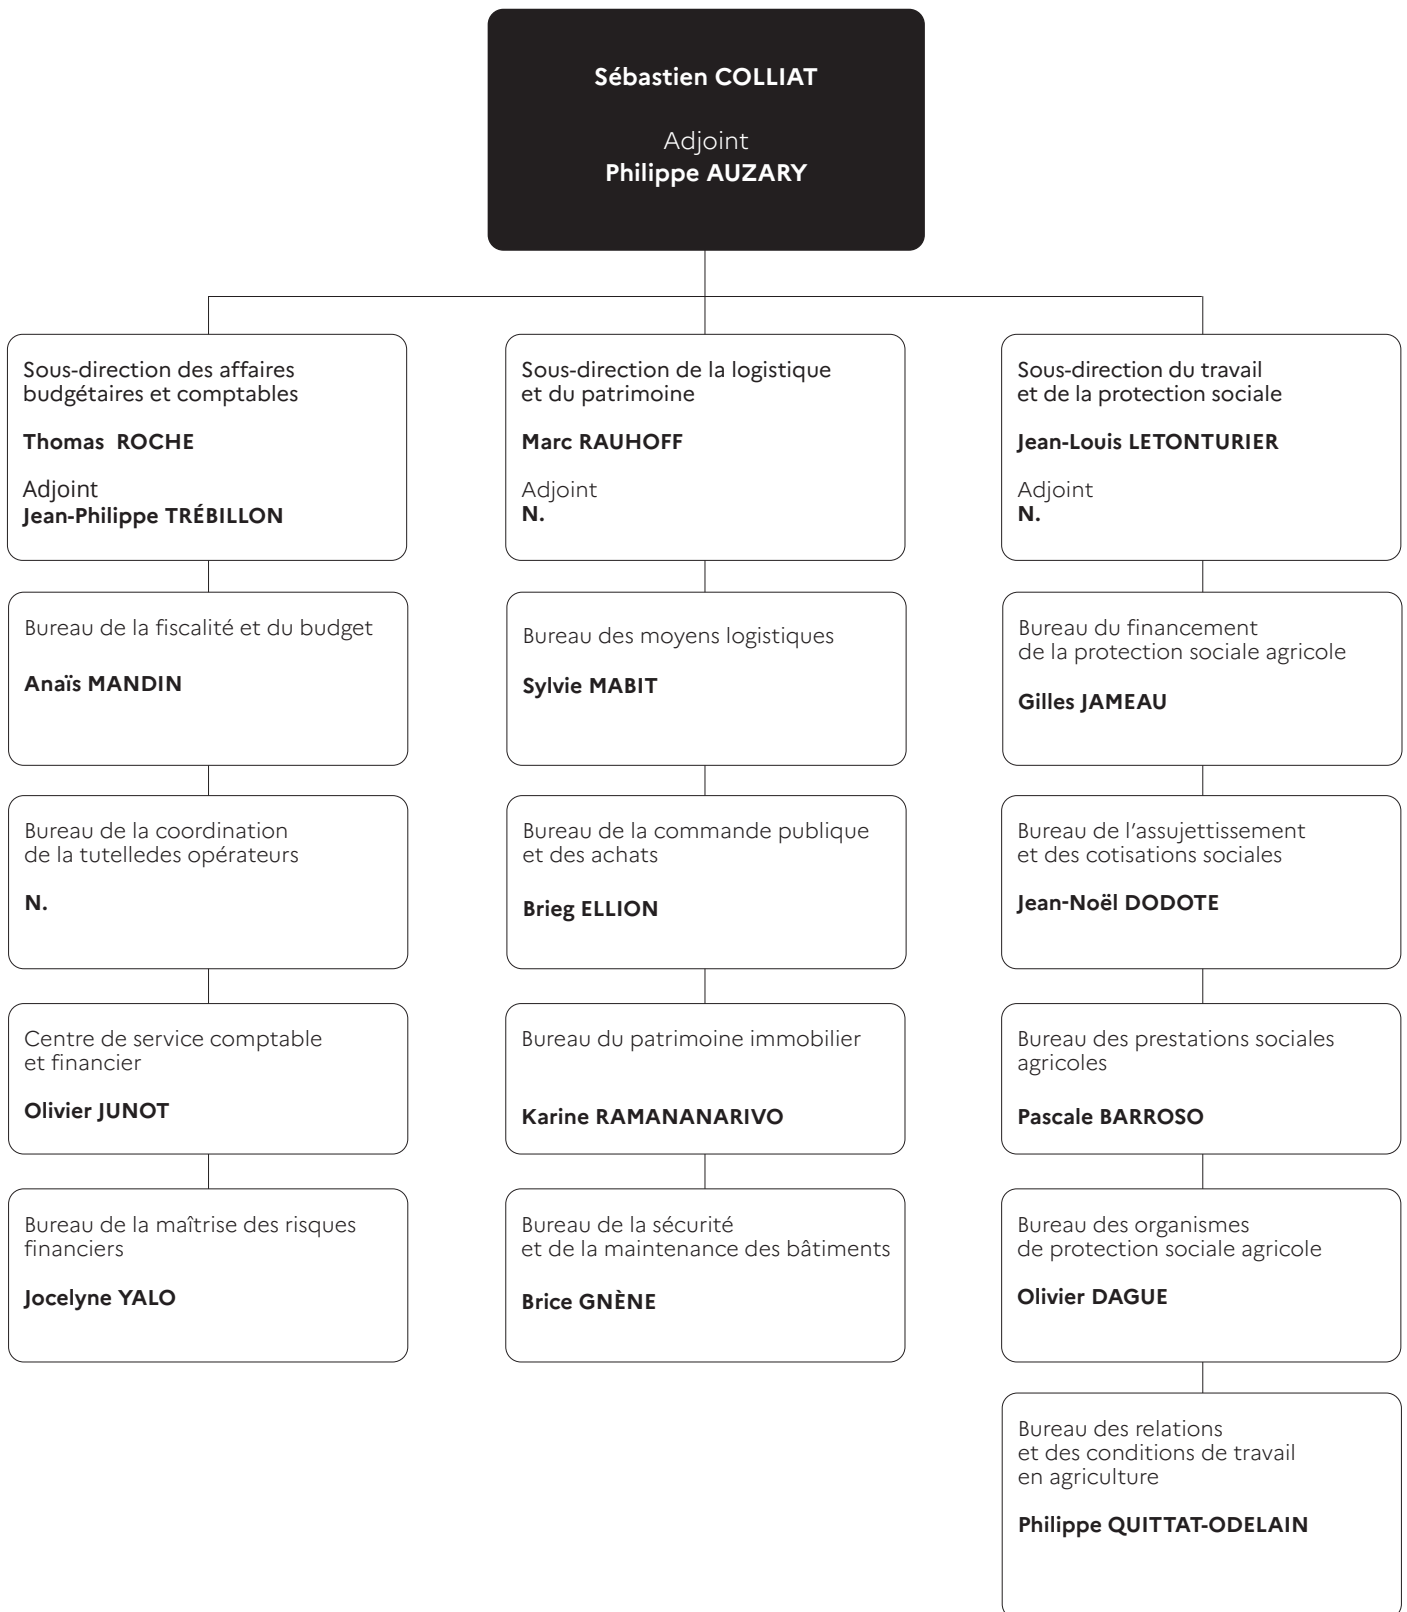 Sébastien COLLIAT
Adjoint
Philippe AUZARY
Sous-direction des affaires
budgétaires et comptables
Thomas ROCHE
Adjoint
Jean-Philippe TRÉBILLON
Bureau de la fiscalité et du budget
Anaïs MANDIN
Bureau de la coordination
de la tutelledes opérateurs
N.
Centre de service comptable
et financier
Olivier JUNOT
Bureau de la maîtrise des risques
financiers
Jocelyne YALO
Sous-direction de la logistique
et du patrimoine
Marc RAUHOFF
Adjoint
N.
Bureau des moyens logistiques
Sylvie MABIT
Bureau de la commande publique
et des achats
Brieg ELLION
Bureau du patrimoine immobilier
Karine RAMANANARIVO
Bureau de la sécurité
et de la maintenance des bâtiments
Brice GNÈNE
Sous-direction du travail
et de la protection sociale
Jean-Louis LETONTURIER
Adjoint
N.
Bureau du financement
de la protection sociale agricole
Gilles JAMEAU
Bureau de l'assujettissement
et des cotisations sociales
Jean-Noël DODOTE
Bureau des prestations sociales
agricoles
Pascale BARROSO
Bureau des organismes
de protection sociale agricole
Olivier DAGUE
Bureau des relations
et des conditions de travail
en agriculture
Philippe QUITTAT-ODELAIN